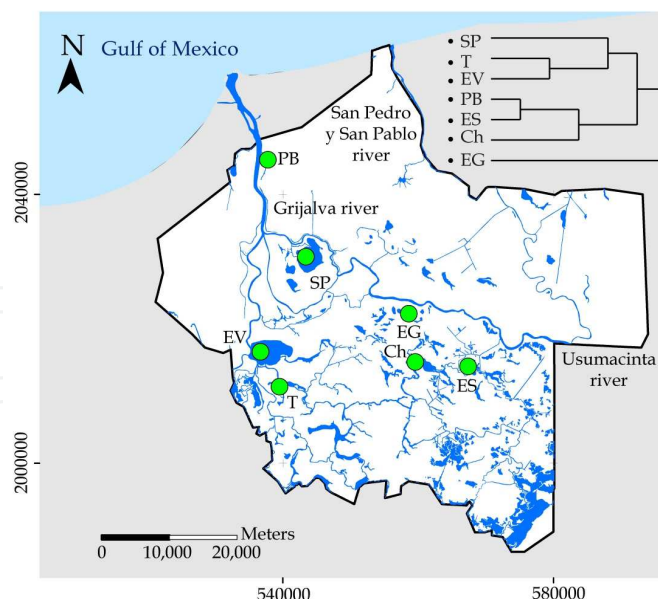 N
Gulf of Mexico
SP
T
EV
PB
ES
Ch
EG
San Pedro
y San Pablo
river
PB
2040000
Grijalva river
SP
EG
EV
Ch
ES
Usumacinta
river
T
2000000
Meters
0 10,000 20,000
540000 580000